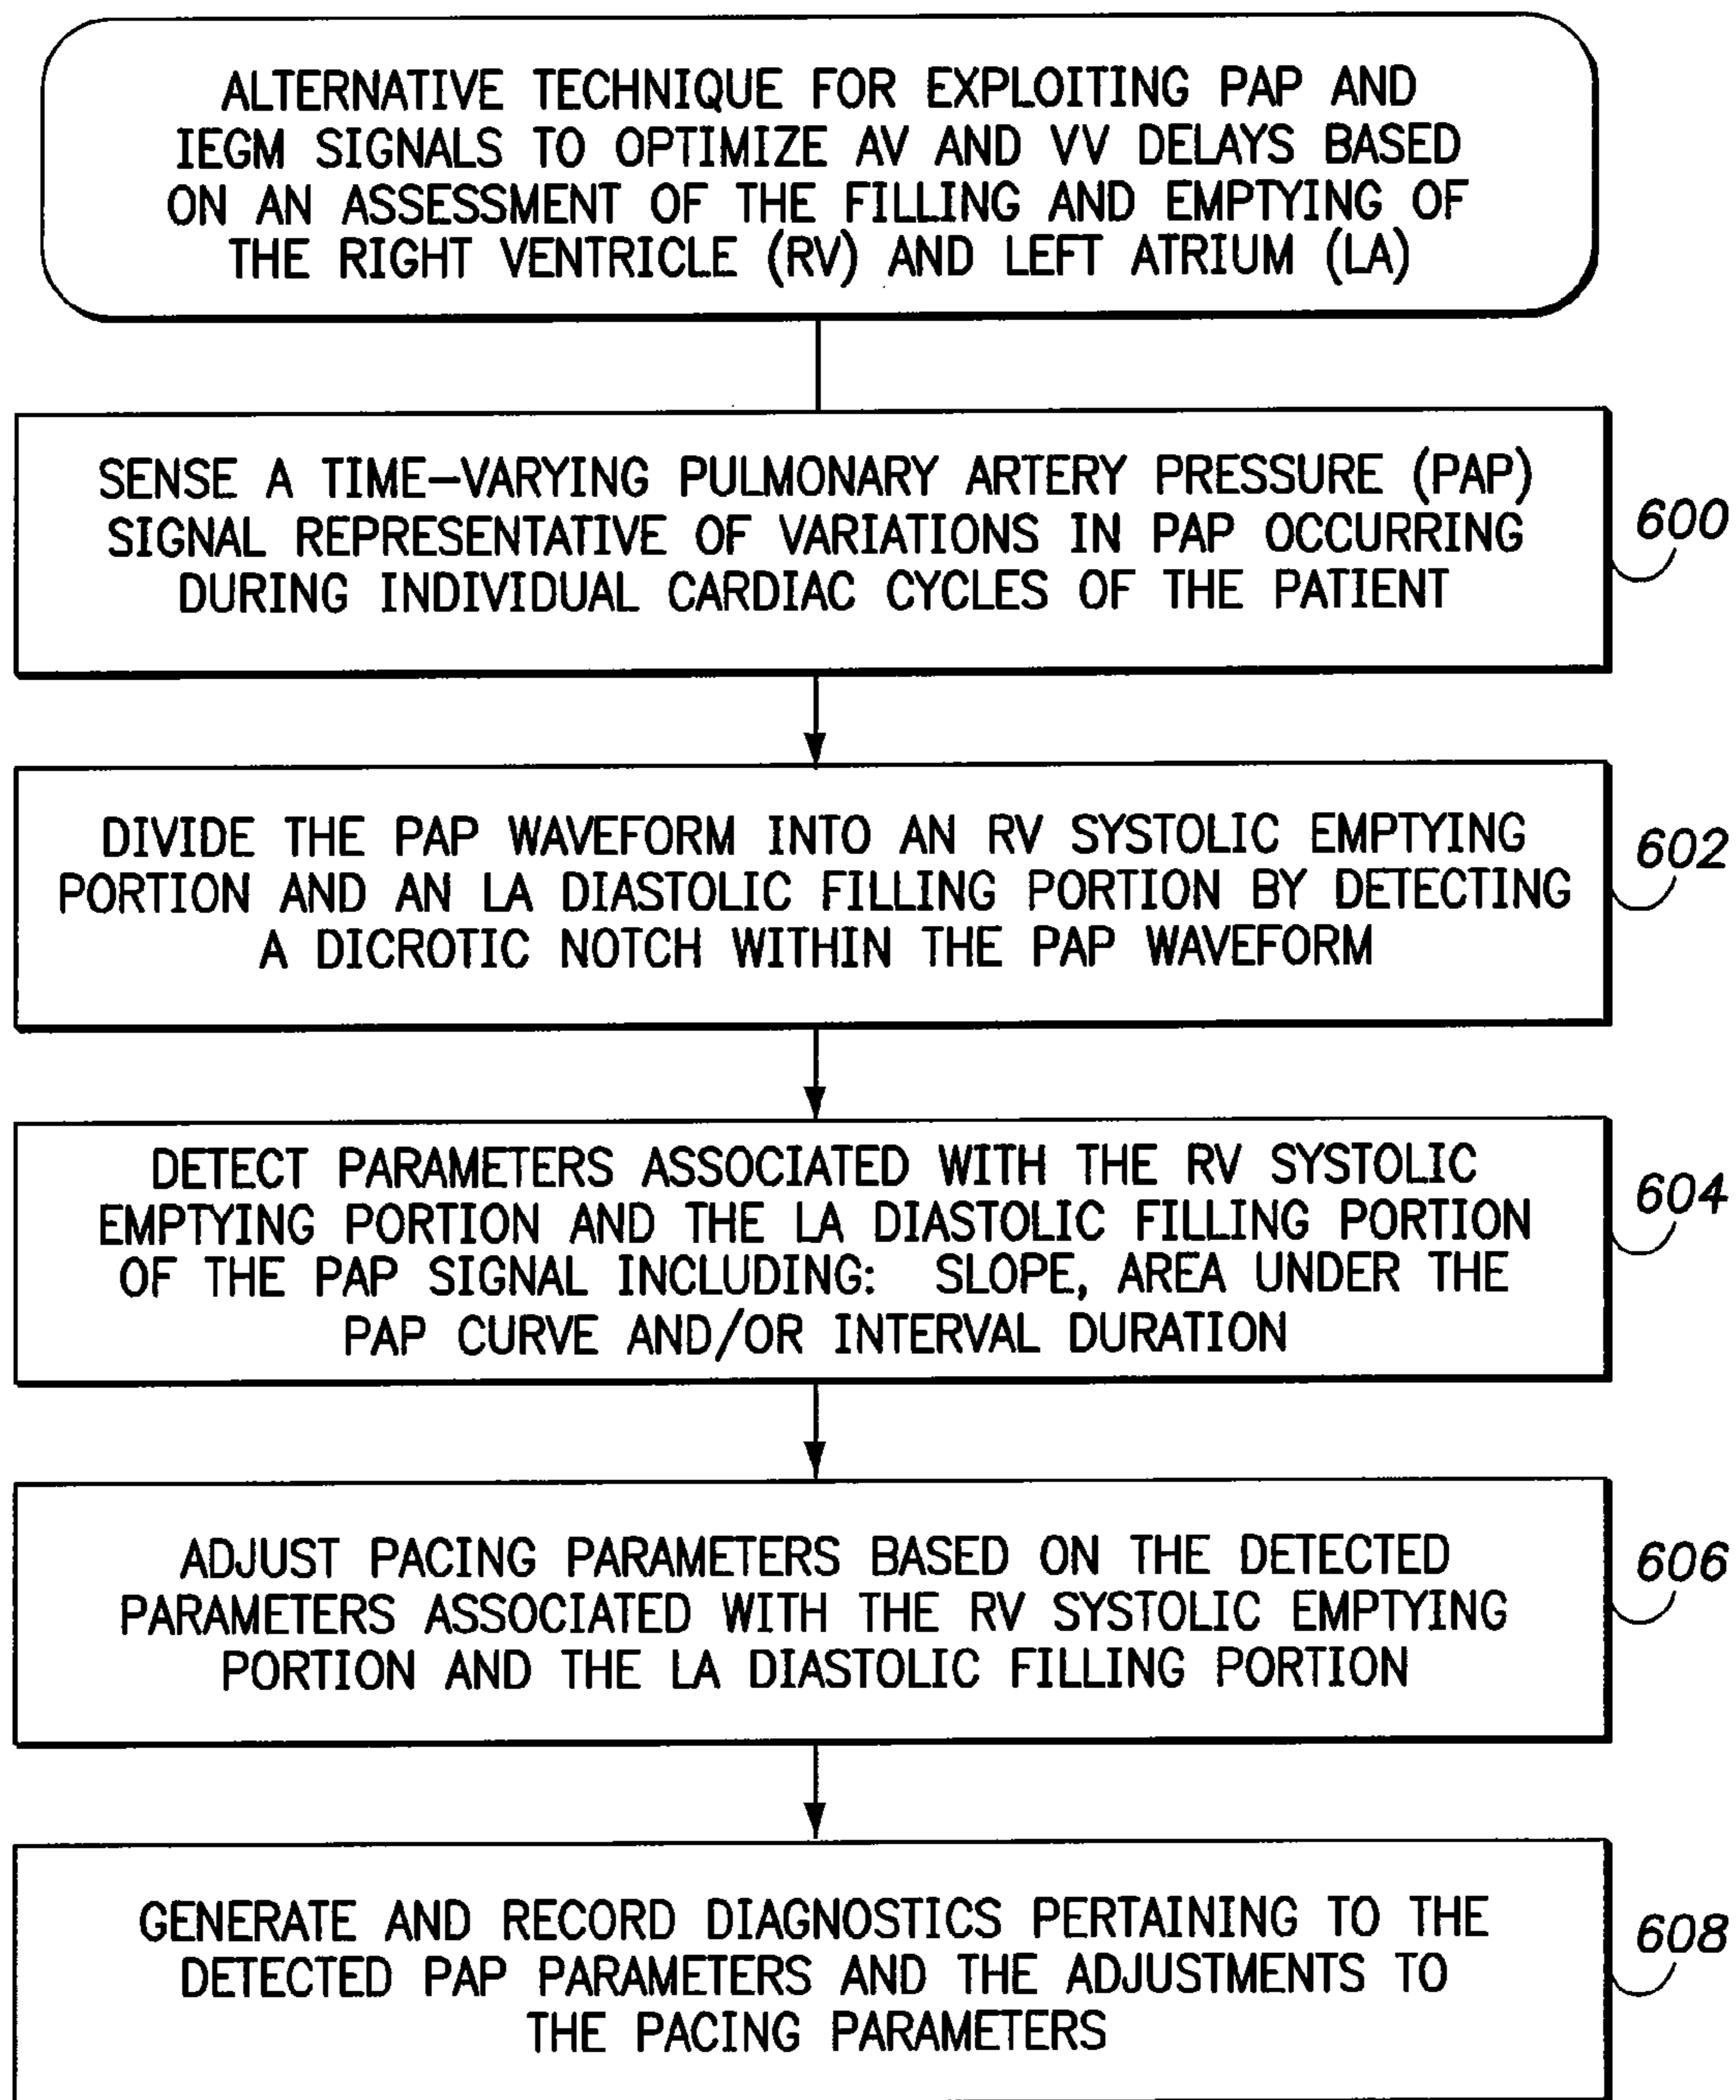 ALTERNATIVE TECHNIQUE FOR EXPLOITING PAP AND
IEGM SIGNALS TO OPTIMIZE AV AND VV DELAYS BASED
ON AN ASSESSMENT OF THE FILLING AND EMPTYING OF
THE RIGHT VENTRICLE (RV) AND LEFT ATRIUM (LA)
SENSE A TIME-VARYING PULMONARY ARTERY PRESSURE (PAP)
SIGNAL REPRESENTATIVE OF VARIATIONS IN PAP OCCURRING
DURING INDIVIDUAL CARDIAC CYCLES OF THE PATIENT
600
DIVIDE THE PAP WAVEFORM INTO AN RV SYSTOLIC EMPTYING
PORTION AND AN LA DIASTOLIC FILLING PORTION BY DETECTING
A DICROTIC NOTCH WITHIN THE PAP WAVEFORM
602
DETECT PARAMETERS ASSOCIATED WITH THE RV SYSTOLIC
EMPTYING PORTION AND THE LA DIASTOLIC FILLING PORTION
OF THE PAP SIGNAL INCLUDING: SLOPE, AREA UNDER THE
PAP CURVE AND/OR INTERVAL DURATION
604
ADJUST PACING PARAMETERS BASED ON THE DETECTED
PARAMETERS ASSOCIATED WITH THE RV SYSTOLIC EMPTYING
PORTION AND THE LA DIASTOLIC FILLING PORTION
606
GENERATE AND RECORD DIAGNOSTICS PERTAINING TO THE
DETECTED PAP PARAMETERS AND THE ADJUSTMENTS TO
THE PACING PARAMETERS
608